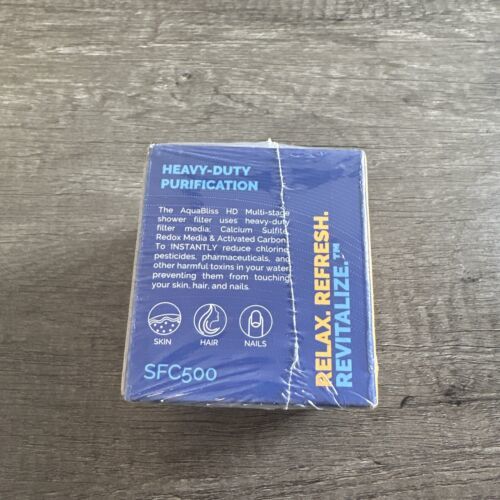 HEAVY-DUTY
PURIFICATION
The AquaBliss HD Multi-stage
shower filter uses heavy-duty
filter media: Calcium Sulfite,
Redox Media & Activated Carbon.
To INSTANTLY reduce chlorine,
pesticides, pharmaceuticals, and
other harmful toxins in your water,
preventing them from touching
your skin, hair, and nails.
SKIN
HAIR
NAILS
SFC500
RELAX. REFRESH.
REVITALIZE.™